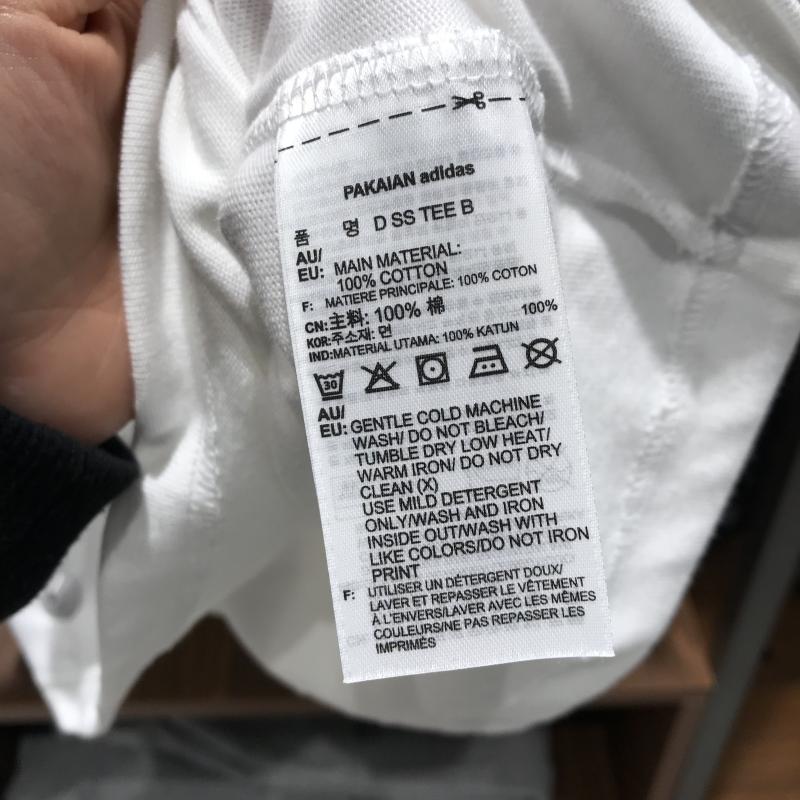 PAKAIAN adidas
품 명 D SS TEE B
AU/
EU: MAIN MATERIAL:
100% COTTON
F: MATIERE PRINCIPALE: 100% COTON
CN:主料: 100% 棉
KOR:주소재: 면 100%
IND:MATERIAL UTAMA: 100% KATUN
30
AU/
EU: GENTLE COLD MACHINE
WASH/ DO NOT BLEACH/
TUMBLE DRY LOW HEAT/
WARM IRON/ DO NOT DRY
CLEAN (X)
USE MILD DETERGENT
ONLY/WASH AND IRON
INSIDE OUT/WASH WITH
LIKE COLORS/DO NOT IRON
PRINT
F: UTILISER UN DÉTERGENT DOUX/
LAVER ET REPASSER LE VÊTEMENT
À L'ENVERS/LAVER AVEC LES MÊMES
COULEURS/NE PAS REPASSER LES
IMPRIMÉS